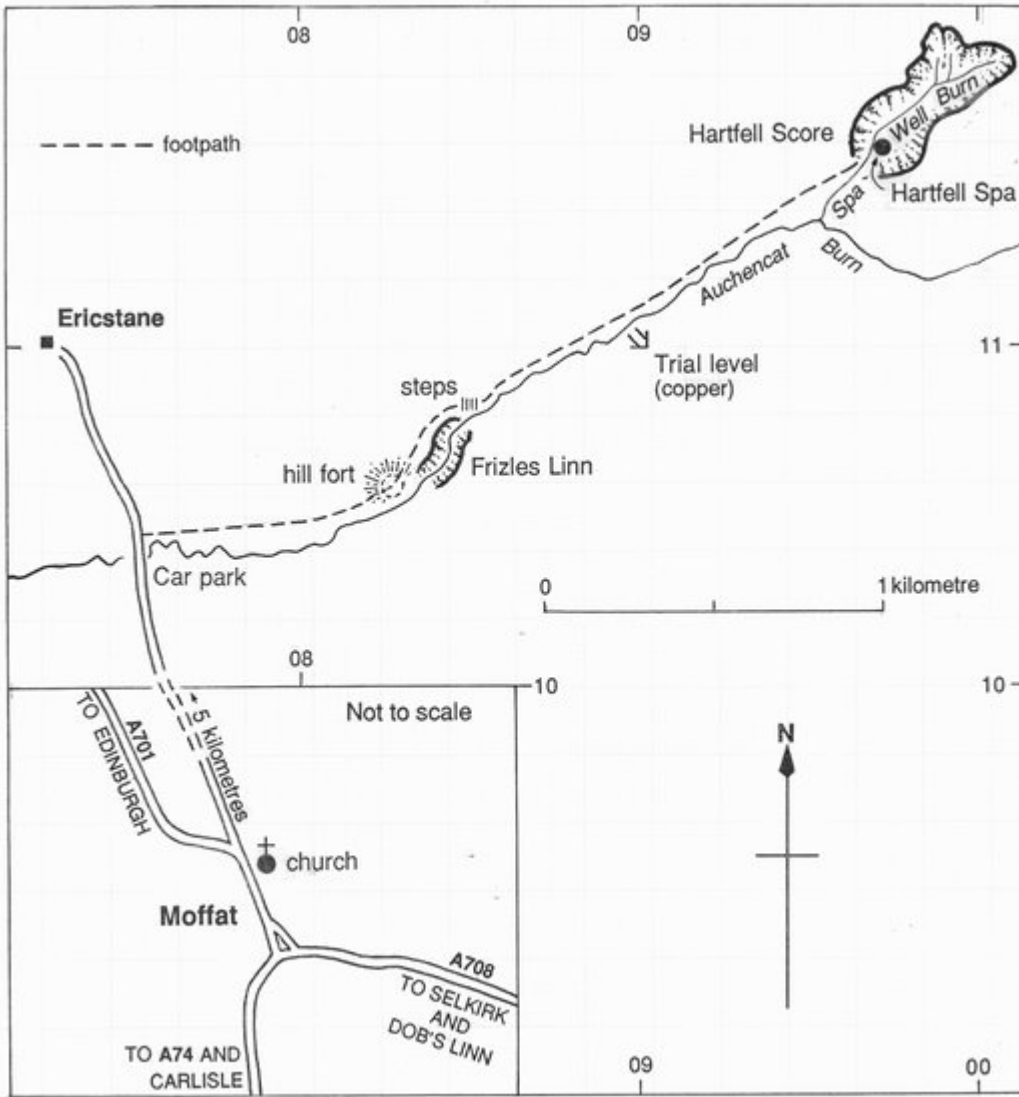 08
09
Hartfell Score
Well Burn
Spa
Hartfell Spa
footpath
Auchencat
Burn
Ericstane
11
steps
Trial level
(copper)
hill fort
Frizles Linn
Car park
0
1 kilometre
08
10
10
Not to scale
A701
TO EDINBURGH
5 kilometres
N
church
Moffat
A708
TO SELKIRK
AND
DOB'S LINN
TO A74 AND
CARLISLE
09
00